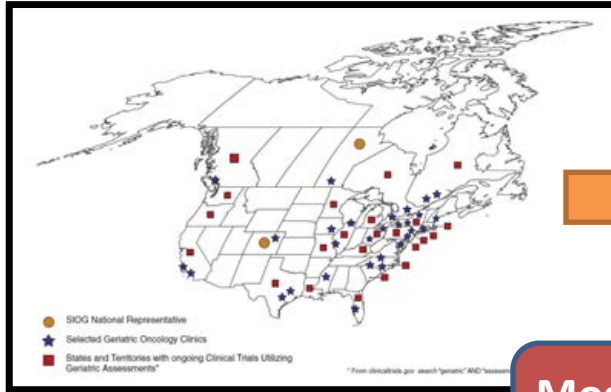 SIOG National Representative
Selected Geriatric Oncology Clinics
States and Territories with ongoing Clinical Trials Utilizing
Geriatric Assessments*
* From clinicaltrials.gov search "geriatric" AND